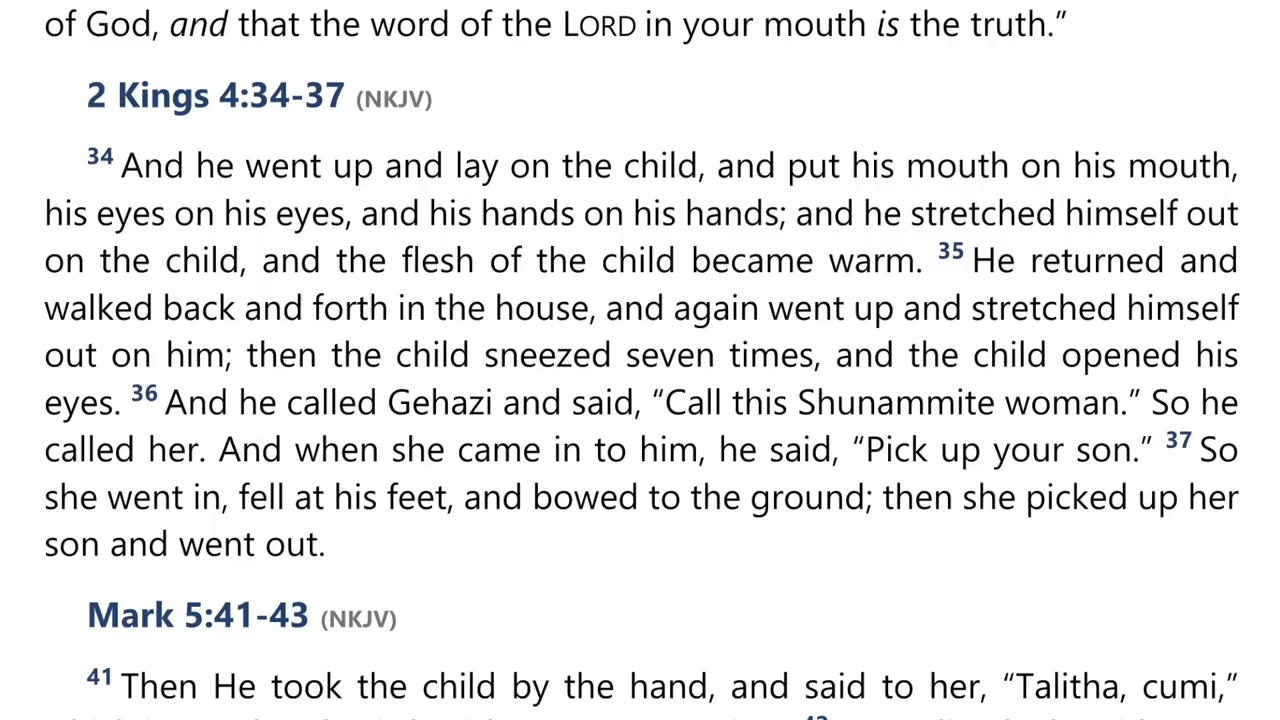 of God, and that the word of the LORD in your mouth is the truth.”
2 Kings 4:34-37 (NKJV)
34 And he went up and lay on the child, and put his mouth on his mouth,
his eyes on his eyes, and his hands on his hands; and he stretched himself out
on the child, and the flesh of the child became warm. 35 He returned and
walked back and forth in the house, and again went up and stretched himself
out on him; then the child sneezed seven times, and the child opened his
eyes. 36 And he called Gehazi and said, “Call this Shunammite woman.” So he
called her. And when she came in to him, he said, “Pick up your son.” 37 So
she went in, fell at his feet, and bowed to the ground; then she picked up her
son and went out.
Mark 5:41-43 (NKJV)
41 Then He took the child by the hand, and said to her, “Talitha, cumi,”